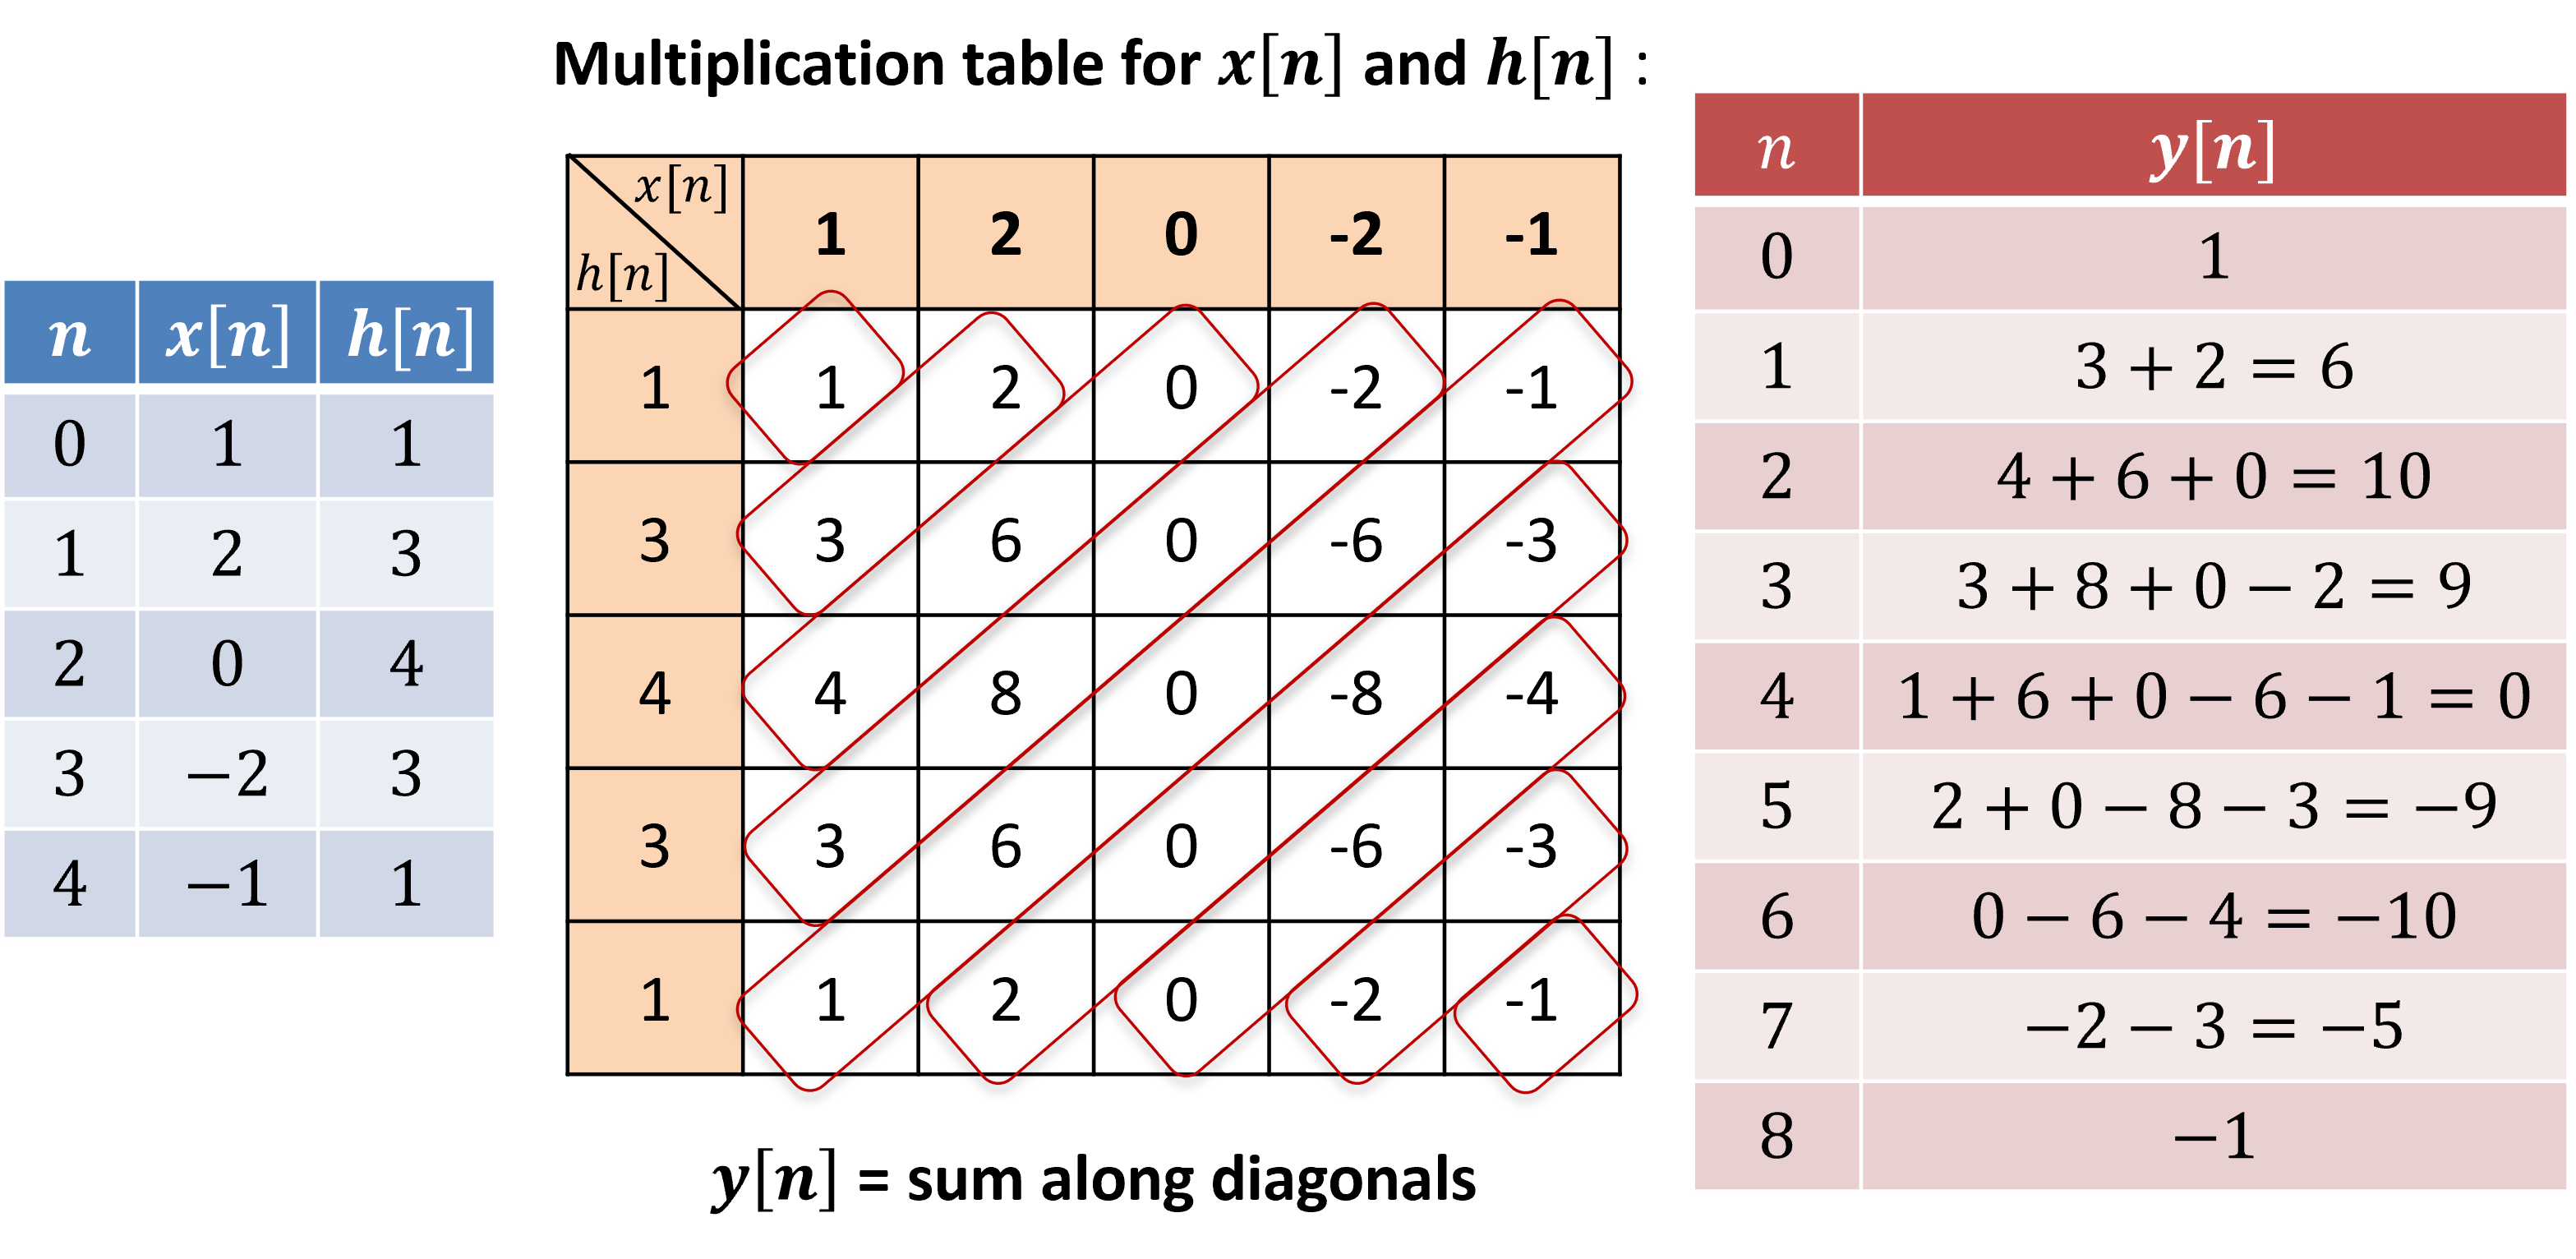 Multiplication table for x[n] and h[n] :
n x[n] h[n]
0 1 1
1 2 3
2 0 4
3 −2 3
4 −1 1
x[n]
h[n]
1 2 0 -2 -1
1 1 2 0 -2 -1
3 3 6 0 -6 -3
4 4 8 0 -8 -4
3 3 6 0 -6 -3
1 1 2 0 -2 -1
y[n] = sum along diagonals
n y[n]
0 1
1 3 + 2 = 6
2 4 + 6 + 0 = 10
3 3 + 8 + 0 − 2 = 9
4 1 + 6 + 0 − 6 − 1 = 0
5 2 + 0 − 8 − 3 = −9
6 0 − 6 − 4 = −10
7 −2 − 3 = −5
8 −1